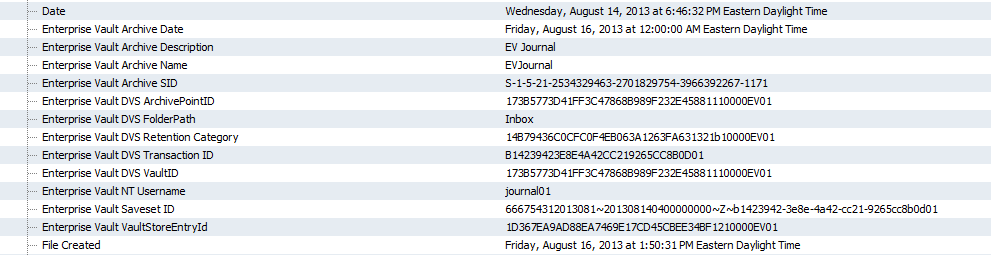 Date Wednesday, August 14, 2013 at 6:46:32 PM Eastern Daylight Time
Enterprise Vault Archive Date Friday, August 16, 2013 at 12:00:00 AM Eastern Daylight Time
Enterprise Vault Archive Description EV Journal
Enterprise Vault Archive Name EVJournal
Enterprise Vault Archive SID S-1-5-21-2534329463-2701829754-3966392267-1171
Enterprise Vault DVS ArchivePointID 173B5773D41FF3C47868B989F232E45881110000EV01
Enterprise Vault DVS FolderPath Inbox
Enterprise Vault DVS Retention Category 14B79436C0CFC0F4EB063A1263FA631321b10000EV01
Enterprise Vault DVS Transaction ID B14239423E8E4A42CC219265CC8B0D01
Enterprise Vault DVS VaultID 173B5773D41FF3C47868B989F232E45881110000EV01
Enterprise Vault NT Username journal01
Enterprise Vault Saveset ID 666754312013081~201308140400000000~Z~b1423942-3e8e-4a42-cc21-9265cc8b0d01
Enterprise Vault VaultStoreEntryId 1D367EA9AD88EA7469E17CD45CBEE34BF1210000EV01
File Created Friday, August 16, 2013 at 1:50:31 PM Eastern Daylight Time